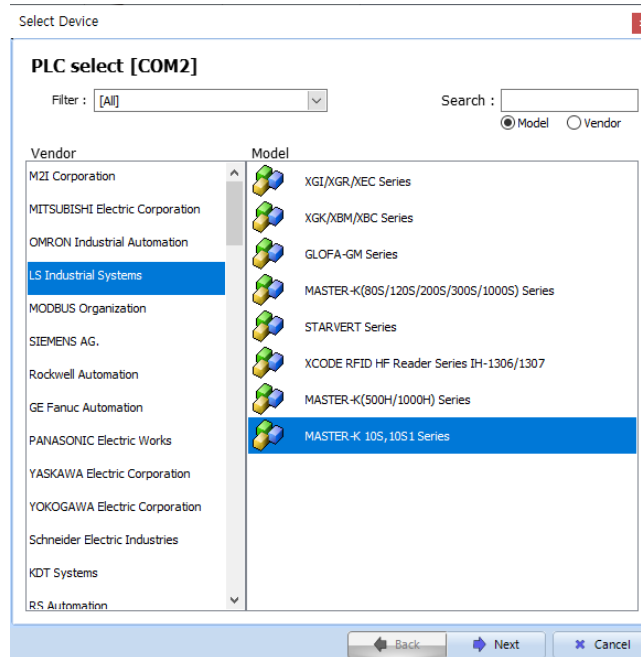 Select Device
PLC select [COM2]
Filter : [All]
Search :
Model Vendor
Vendor
M2I Corporation
MITSUBISHI Electric Corporation
OMRON Industrial Automation
LS Industrial Systems
MODBUS Organization
SIEMENS AG.
Rockwell Automation
GE Fanuc Automation
PANASONIC Electric Works
YASKAWA Electric Corporation
YOKOGAWA Electric Corporation
Schneider Electric Industries
KDT Systems
RS Automation
Model
XGI/XGR/XEC Series
XGK/XBM/XBC Series
GLOFA-GM Series
MASTER-K(80S/120S/200S/300S/1000S) Series
STARVERT Series
XCODE RFID HF Reader Series IH-1306/1307
MASTER-K(500H/1000H) Series
MASTER-K 10S,10S1 Series
Back Next Cancel